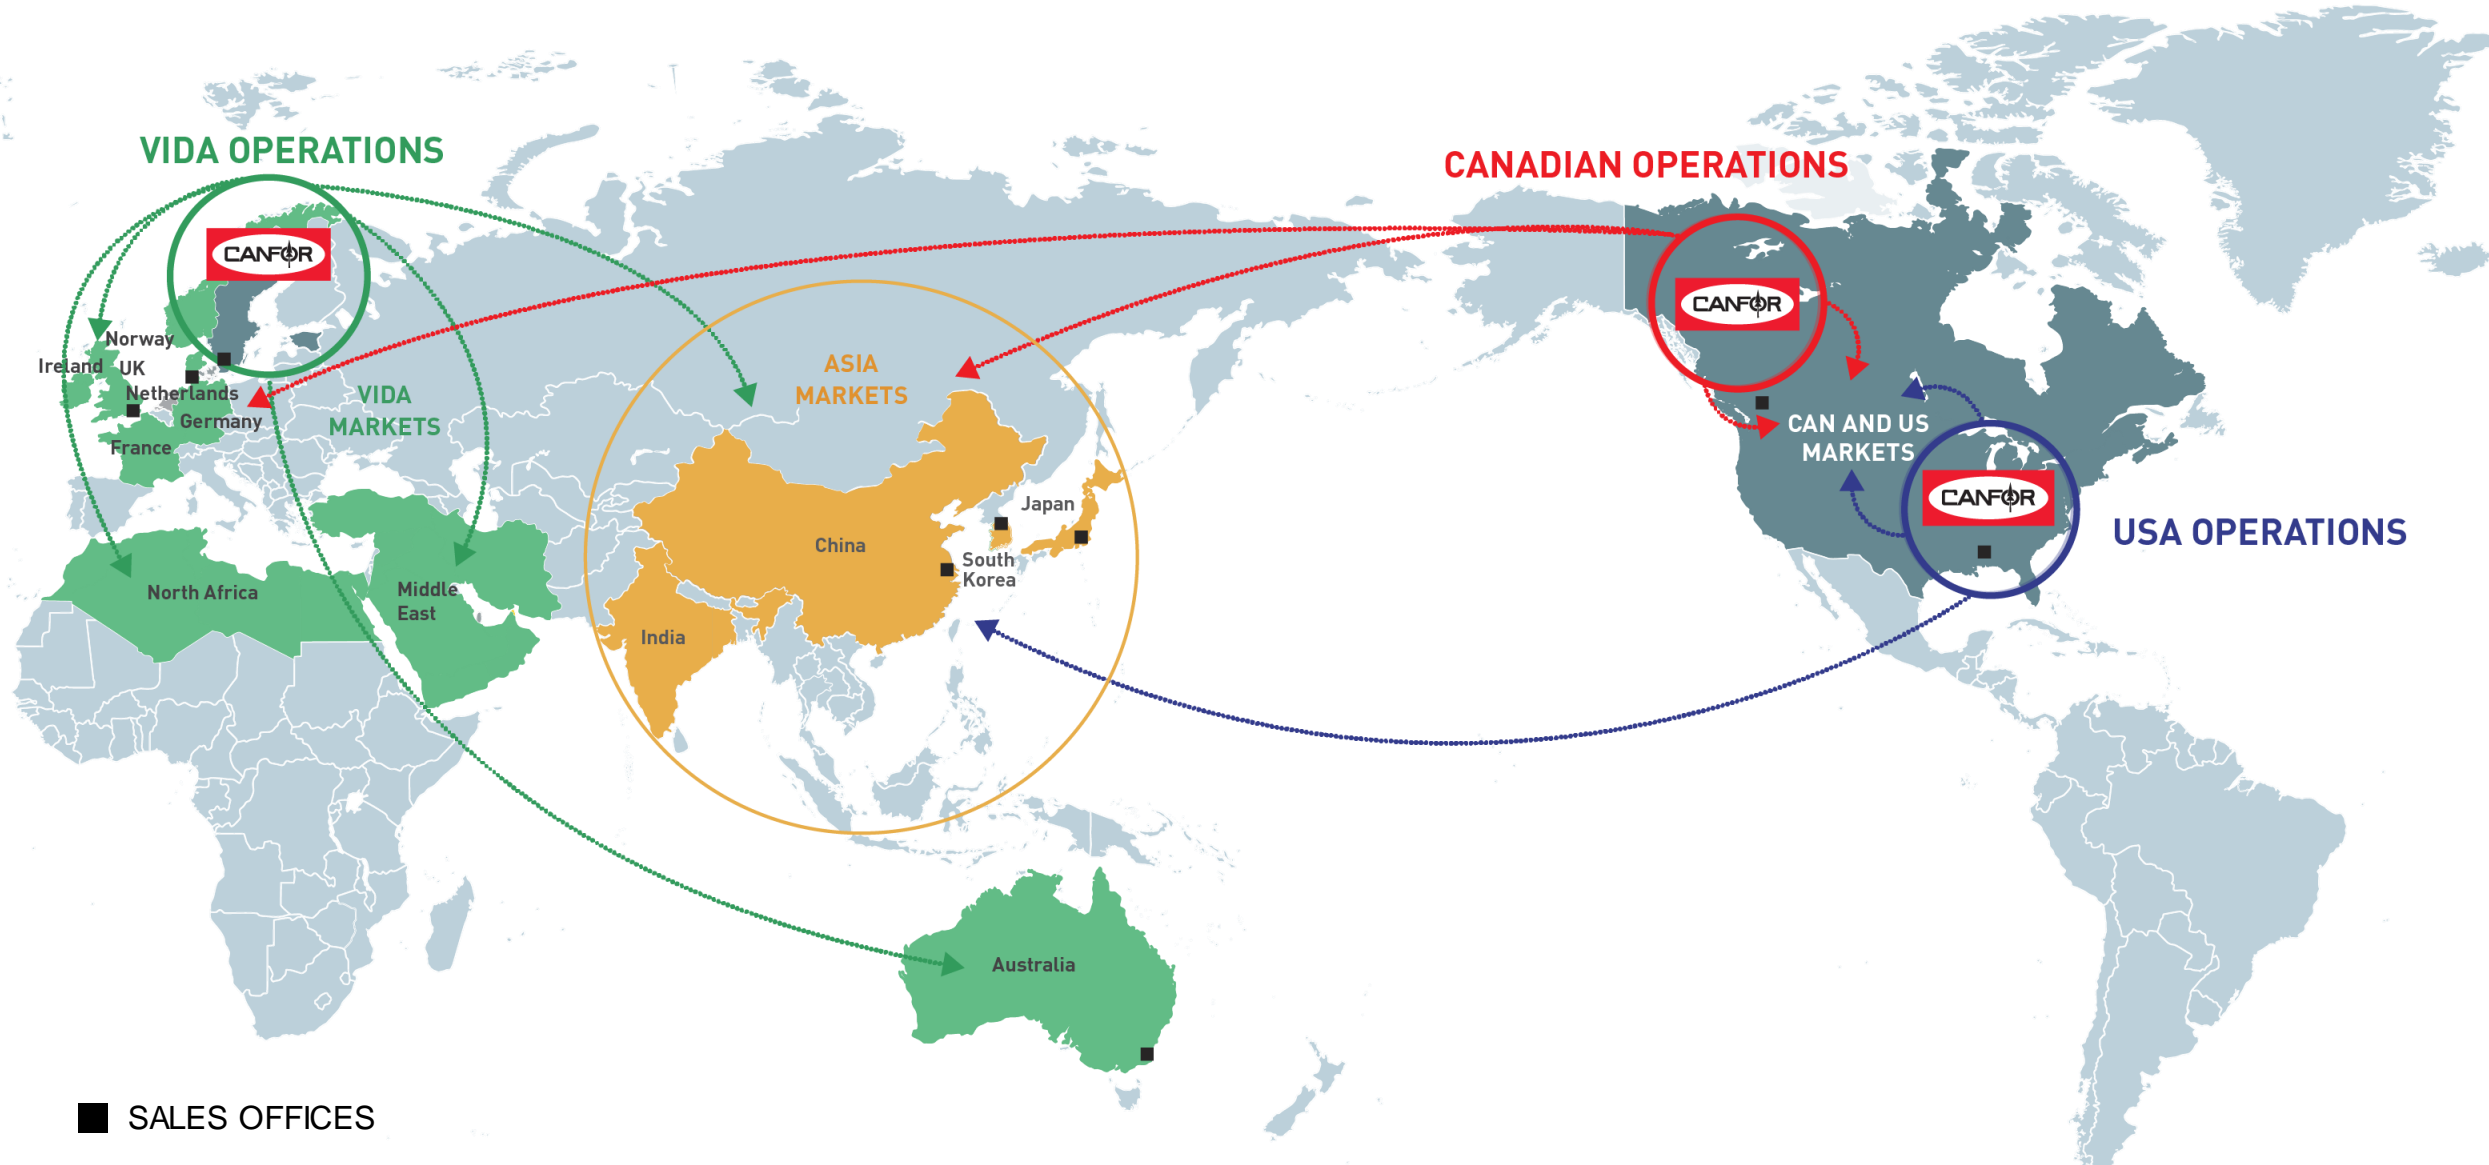 VIDA OPERATIONS
CANADIAN OPERATIONS
CANFOR
CANFOR
Norway
Ireland
UK
Netherlands
Germany
France
VIDA
MARKETS
ASIA
MARKETS
CAN AND US
MARKETS
CANFOR
USA OPERATIONS
Japan
China
South
Korea
India
North Africa
Middle
East
Australia
SALES OFFICES